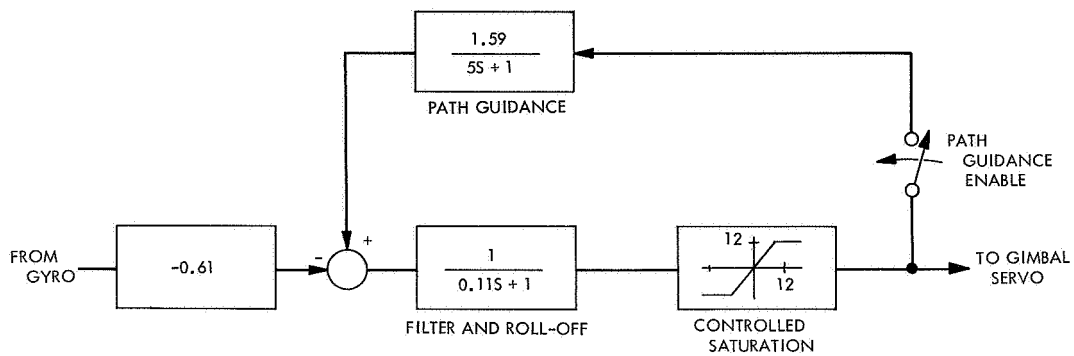 1.59
5S + 1
PATH GUIDANCE
PATH
GUIDANCE
ENABLE
FROM
GYRO
-0.61
-
+
1
0.11S + 1
FILTER AND ROLL-OFF
12
12
CONTROLLED
SATURATION
TO GIMBAL
SERVO